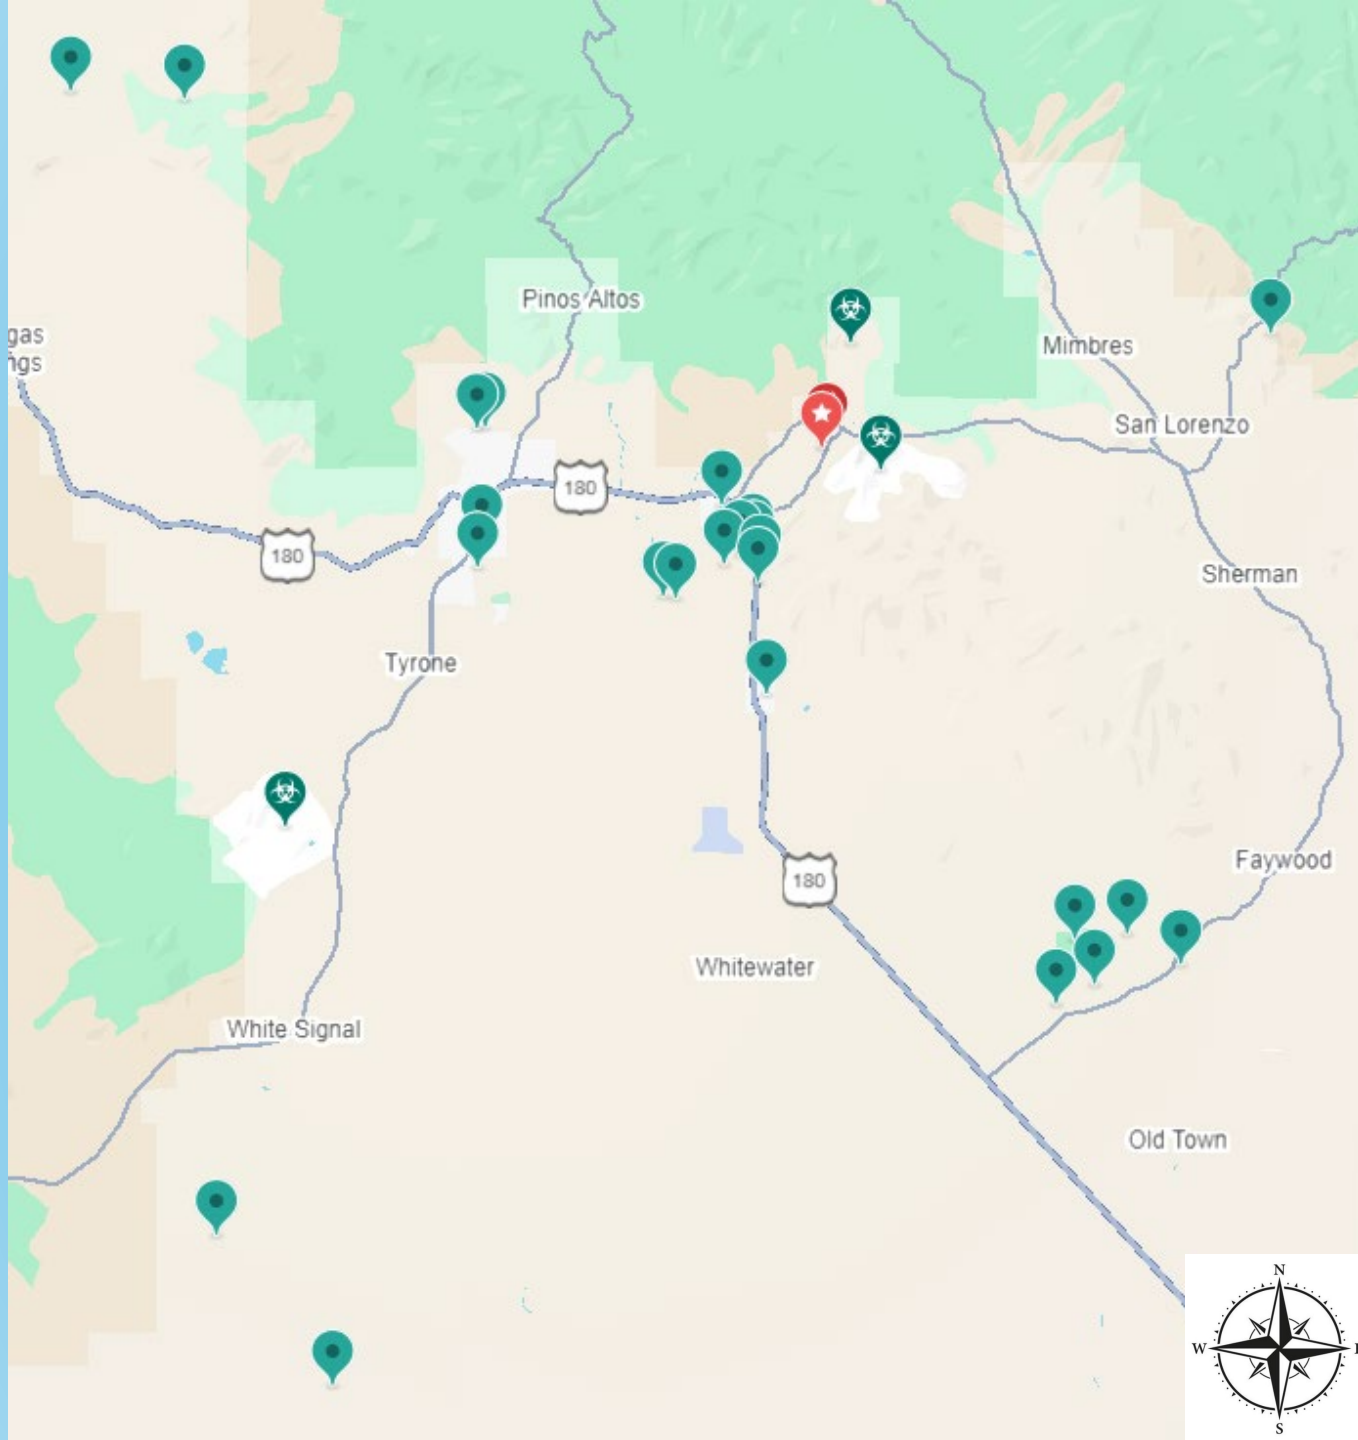 Pinos Altos
gas
ngs
Mimbres
San Lorenzo
180
180
Sherman
Tyrone
Faywood
180
Whitewater
White Signal
Old Town
N
W
S